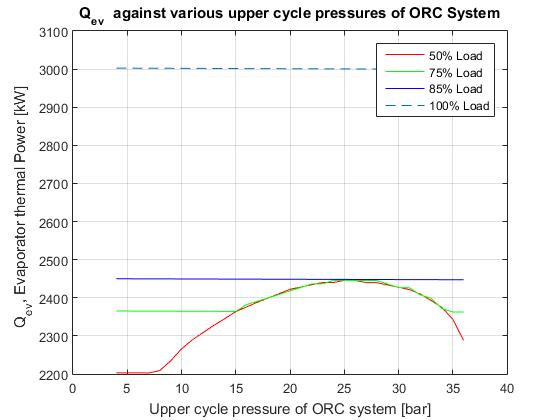 Q_ev against various upper cycle pressures of ORC System
3100
3000
2900
2800
2700
2600
2500
2400
2300
2200
0 5 10 15 20 25 30 35 40
Q_ev, Evaporator thermal Power [kW]
Upper cycle pressure of ORC system [bar]
50% Load
75% Load
85% Load
100% Load